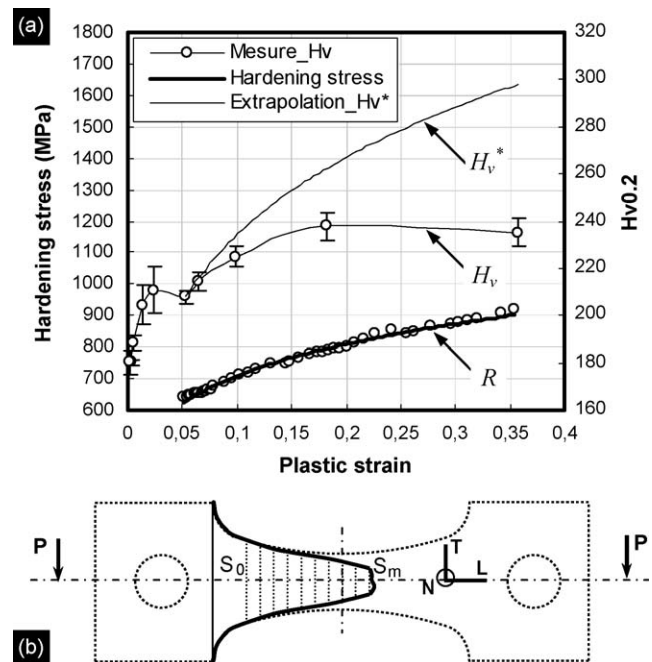 (a)
Mesure_Hv
Hardening stress
Extrapolation_Hv*
Hardening stress (MPa)
1800
1700
1600
1500
1400
1300
1200
1100
1000
900
800
700
600
320
300
280
260
240
220
200
180
160
Hv0.2
Hv*
Hv
R
0 0,05 0,1 0,15 0,2 0,25 0,3 0,35 0,4
Plastic strain
P S0 Sm T N L P
(b)